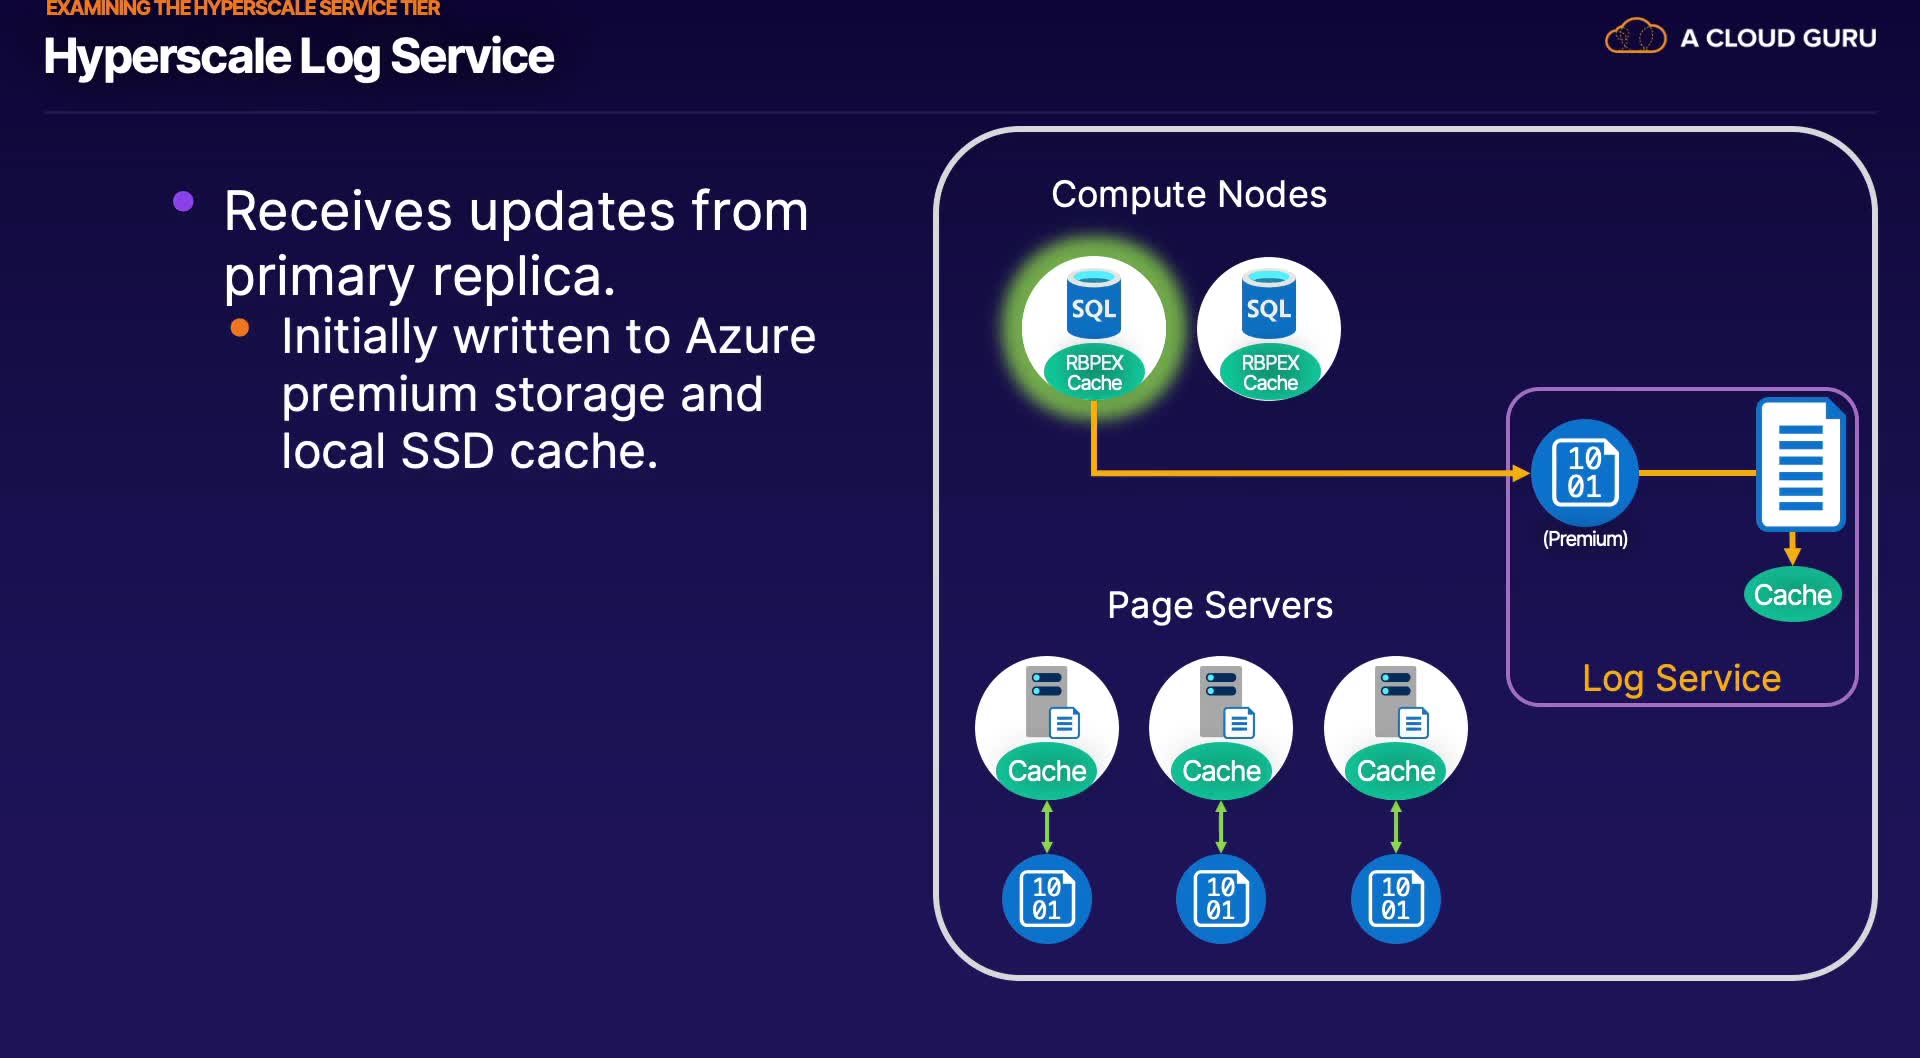 EXAMINING THE HYPERSCALE SERVICE TIER
Hyperscale Log Service
A CLOUD GURU
Receives updates from
primary replica.
Initially written to Azure
premium storage and
local SSD cache.
Compute Nodes
SQL
RBPEX
Cache
SQL
RBPEX
Cache
10
01
(Premium)
Cache
Log Service
Page Servers
Cache
Cache
Cache
10
01
10
01
10
01